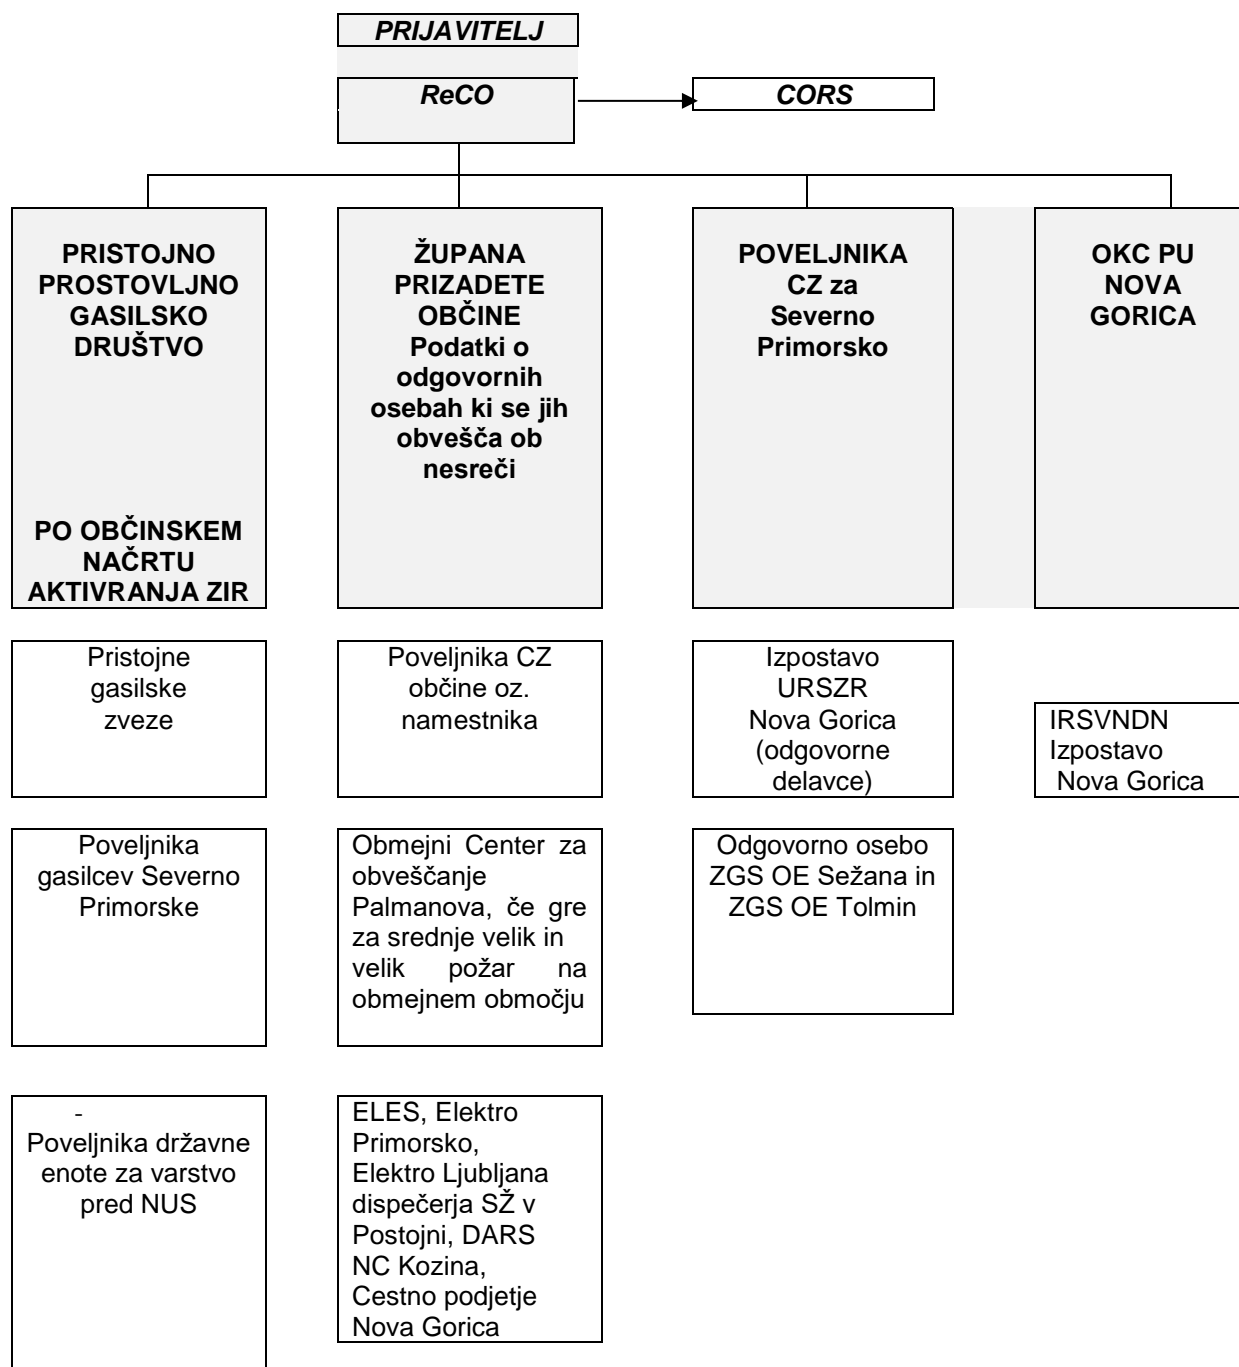 PRIJAVITELJ
ReCO
CORS
PRISTOJNO
PROSTOVLJNO
GASILSKO
DRUŠTVO
PO OBČINSKEM
NAČRTU
AKTIVRANJA ZIR
ŽUPANA
PRIZADETE
OBČINE
Podatki o
odgovornih
osebah ki se jih
obvešča ob
nesreči
POVELJNIKA
CZ za
Severno
Primorsko
OKC PU
NOVA
GORICA
Pristojne
gasilske
zveze
Poveljnika CZ
občine oz.
namestnika
Izpostavo
URSZR
Nova Gorica
(odgovorne
delavce)
IRSVNDN
Izpostavo
Nova Gorica
Poveljnika
gasilcev Severno
Primorske
Obmejni Center za
obveščanje
Palmanova, če gre
za srednje velik in
velik požar na
obmejnem območju
Odgovorno osebo
ZGS OE Sežana in
ZGS OE Tolmin
-
Poveljnika državne
enote za varstvo
pred NUS
ELES, Elektro
Primorsko,
Elektro Ljubljana
dispečerja SŽ v
Postojni, DARS
NC Kozina,
Cestno podjetje
Nova Gorica